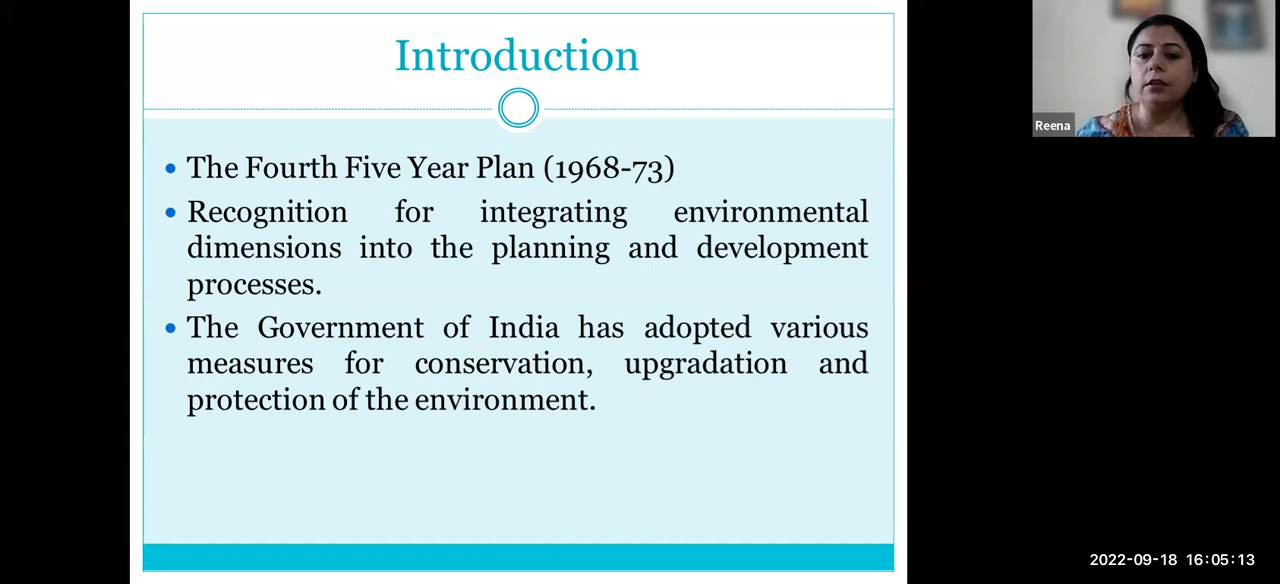 Introduction
The Fourth Five Year Plan (1968-73)
Recognition for integrating environmental
dimensions into the planning and development
processes.
The Government of India has adopted various
measures for conservation, upgradation and
protection of the environment.
Reena
2022-09-18 16:05:13